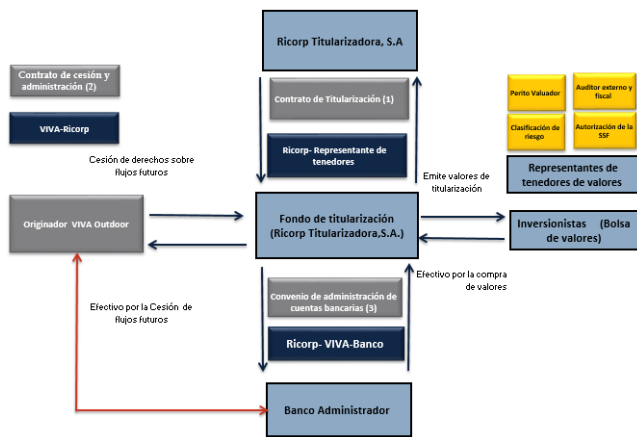 Ricorp Titularizadora, S.A
Contrato de cesión y
administración (2)
VIVA-Ricorp
Contrato de Titularización (1)
Ricorp- Representante de
tenedores
Perito Valuador
Auditor externo y
fiscal
Clasificación de
riesgo
Autorización de la
SSF
Representantes de
tenedores de valores
Cesión de derechos sobre
flujos futuros
Emite valores de
titularización
Originador VIVA Outdoor
Fondo de titularización
(Ricorp Titularizadora,S.A.)
Inversionistas (Bolsa
de valores)
Efectivo por la Cesión de
flujos futuros
Convenio de administración de
cuentas bancarias (3)
Efectivo por la compra
de valores
Ricorp- VIVA-Banco
Banco Administrador